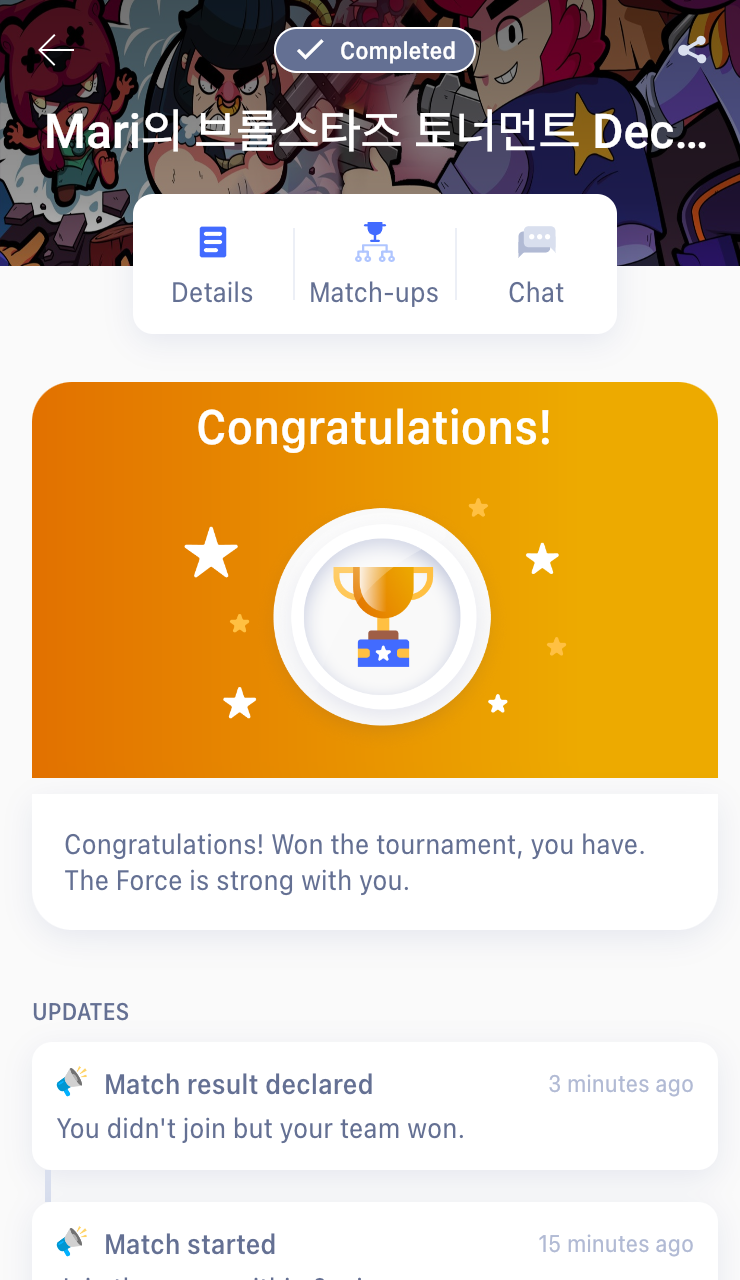 Completed
Mari의 브롤스타즈 토너먼트 Dec...
Details
Match-ups
Chat
Congratulations!
Congratulations! Won the tournament, you have.
The Force is strong with you.
UPDATES
Match result declared
3 minutes ago
You didn't join but your team won.
Match started
15 minutes ago